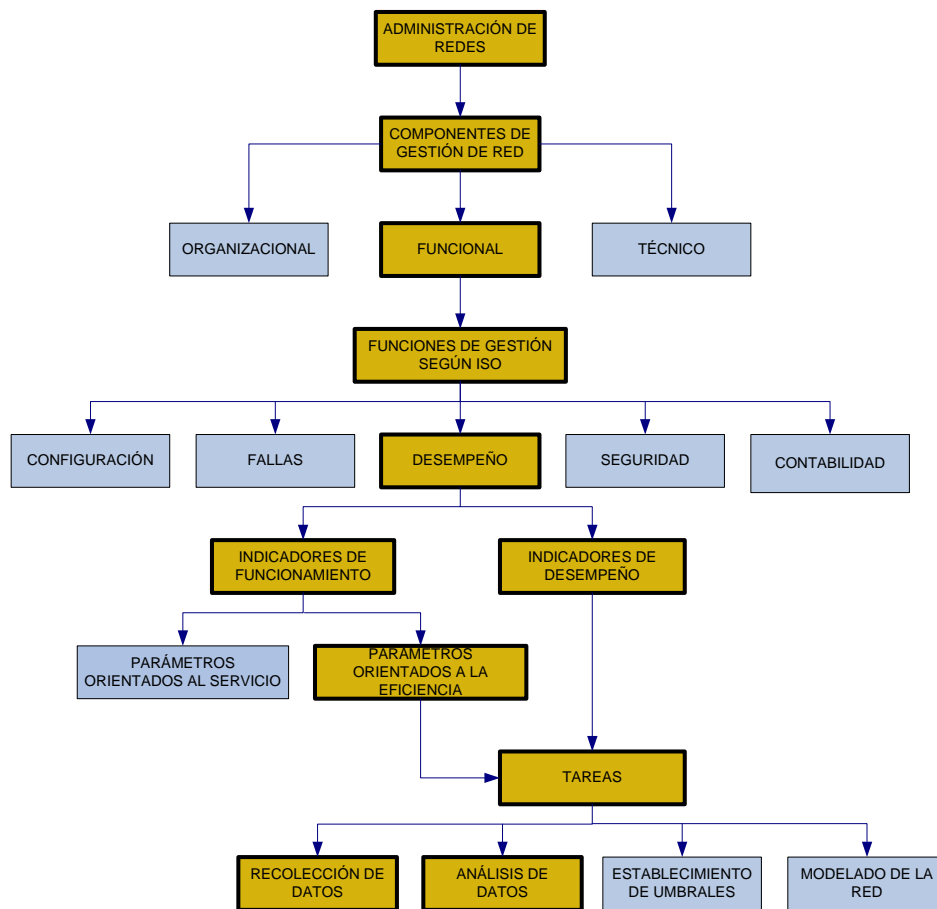 ADMINISTRACIÓN DE
REDES
COMPONENTES DE
GESTIÓN DE RED
ORGANIZACIONAL
FUNCIONAL
TÉCNICO
FUNCIONES DE GESTIÓN
SEGÚN ISO
CONFIGURACIÓN
FALLAS
DESEMPEÑO
SEGURIDAD
CONTABILIDAD
INDICADORES DE
FUNCIONAMIENTO
INDICADORES DE
DESEMPEÑO
PARÁMETROS
ORIENTADOS AL SERVICIO
PARÁMETROS
ORIENTADOS A LA
EFICIENCIA
TAREAS
RECOLECCIÓN DE
DATOS
ANÁLISIS DE
DATOS
ESTABLECIMIENTO
DE UMBRALES
MODELADO DE LA
RED